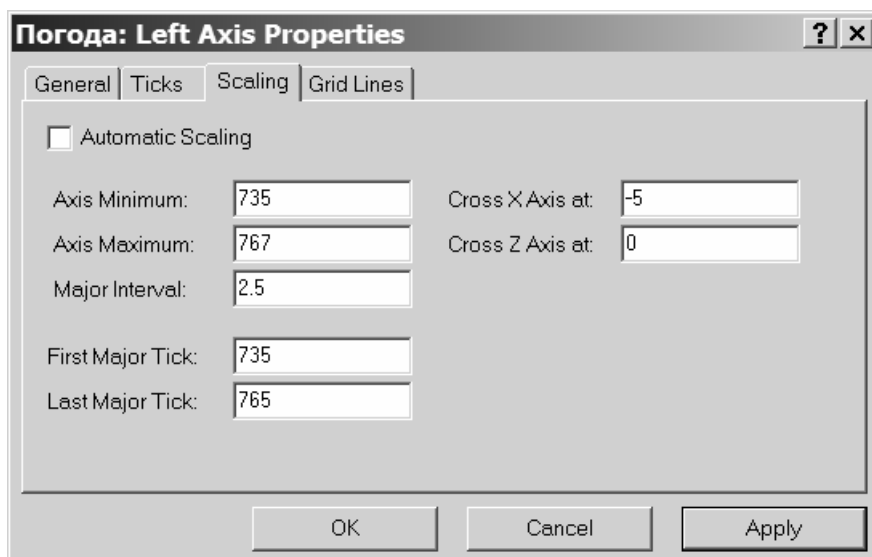 Погода: Left Axis Properties ? ×
General Ticks Scaling Grid Lines
Automatic Scaling
Axis Minimum: 735 Cross X Axis at: -5
Axis Maximum: 767 Cross Z Axis at: 0
Major Interval: 2.5
First Major Tick: 735
Last Major Tick: 765
OK Cancel Apply